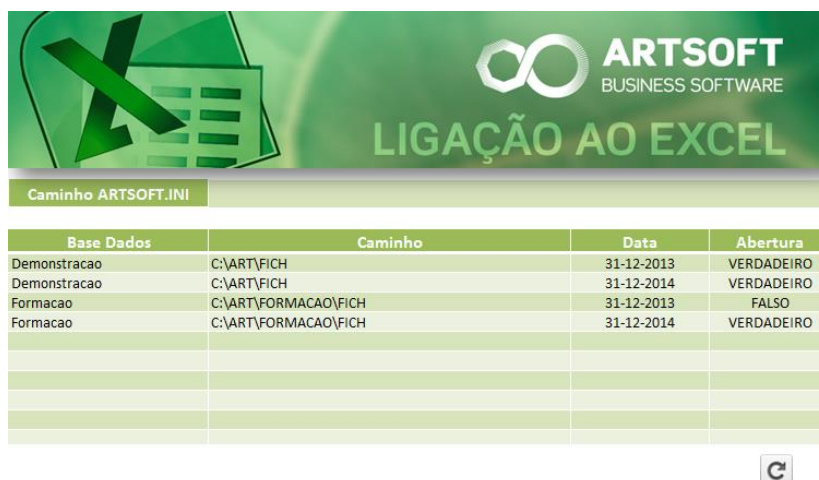 ARTSOFT
BUSINESS SOFTWARE
LIGAÇÃO AO EXCEL
Caminho ARTSOFT.INI
Base Dados Caminho Data Abertura
Demonstracao C:\ART\FICH 31-12-2013 VERDADEIRO
Demonstracao C:\ART\FICH 31-12-2014 VERDADEIRO
Formacao C:\ART\FORMACAO\FICH 31-12-2013 FALSO
Formacao C:\ART\FORMACAO\FICH 31-12-2014 VERDADEIRO